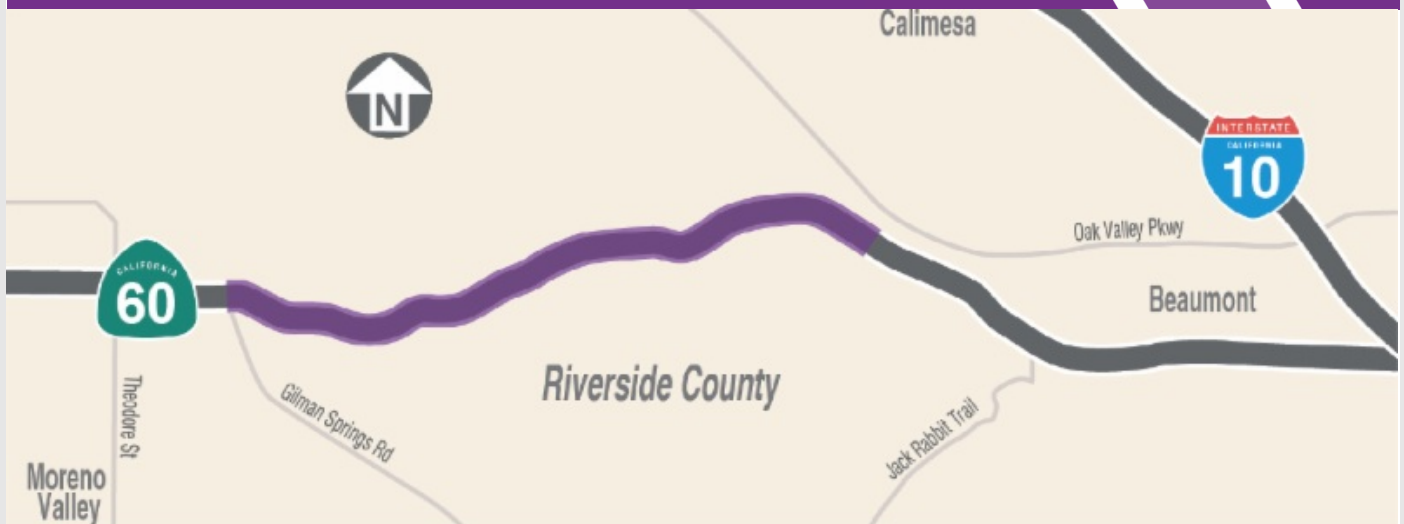 Calimesa
N
INTERSTATE
CALIFORNIA
10
Oak Valley Pkwy
CALIFORNIA
60
Beaumont
Riverside County
Theodore St
Gilman Springs Rd
Jack Rabbit Trail
Moreno
Valley